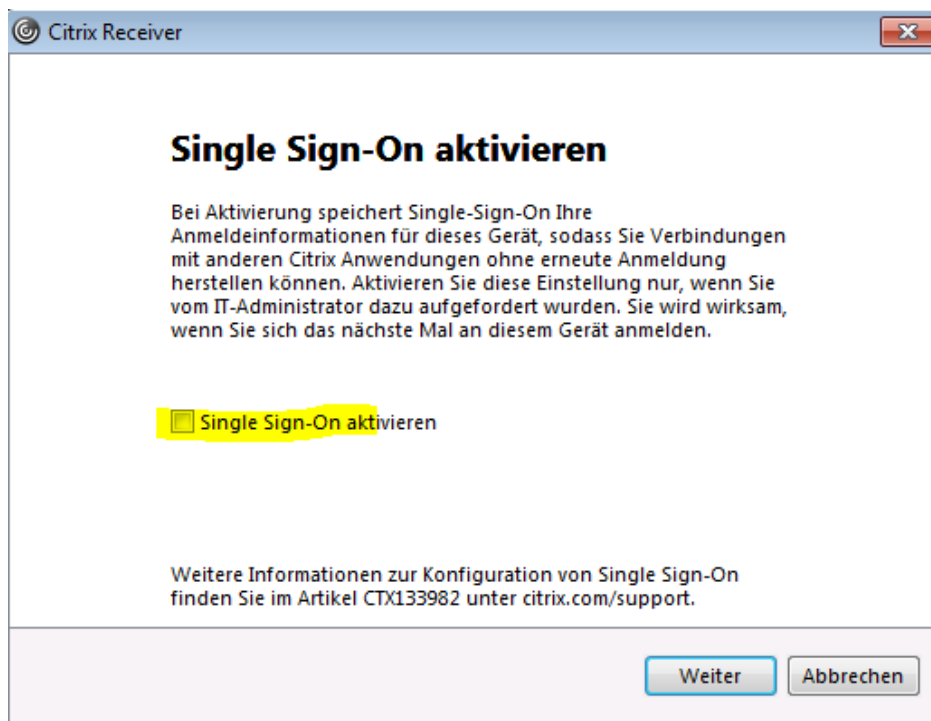 Citrix Receiver
Single Sign-On aktivieren
Bei Aktivierung speichert Single-Sign-On Ihre
Anmeldeinformationen für dieses Gerät, sodass Sie Verbindungen
mit anderen Citrix Anwendungen ohne erneute Anmeldung
herstellen können. Aktivieren Sie diese Einstellung nur, wenn Sie
vom IT-Administrator dazu aufgefordert wurden. Sie wird wirksam,
wenn Sie sich das nächste Mal an diesem Gerät anmelden.
Single Sign-On aktivieren
Weitere Informationen zur Konfiguration von Single Sign-On
finden Sie im Artikel CTX133982 unter citrix.com/support.
Weiter Abbrechen